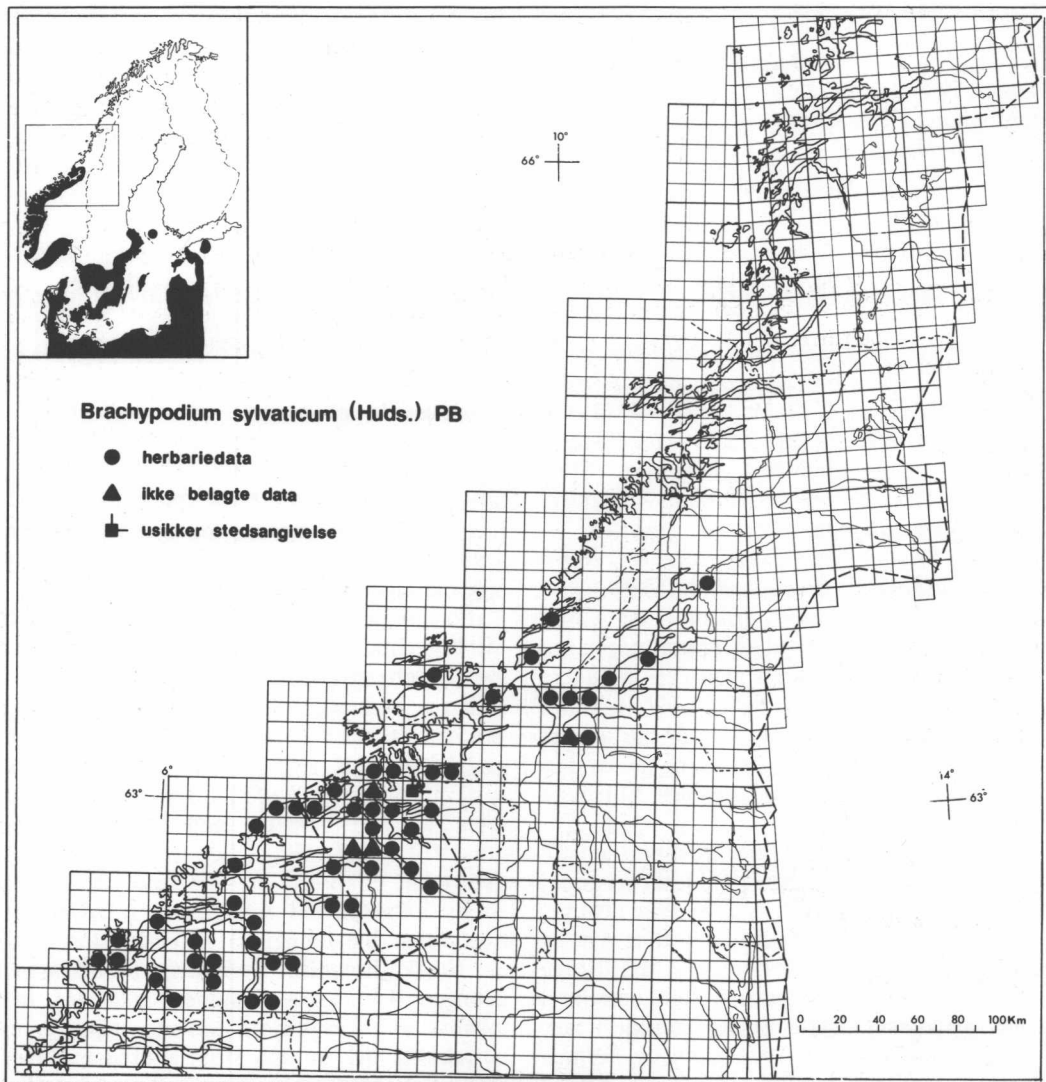 10°
66°
Brachypodium sylvaticum (Huds.) PB
herbariedata
ikke belagte data
usikker stedsangivelse
6°
63°
14°
63°
0 20 40 60 80 100Km